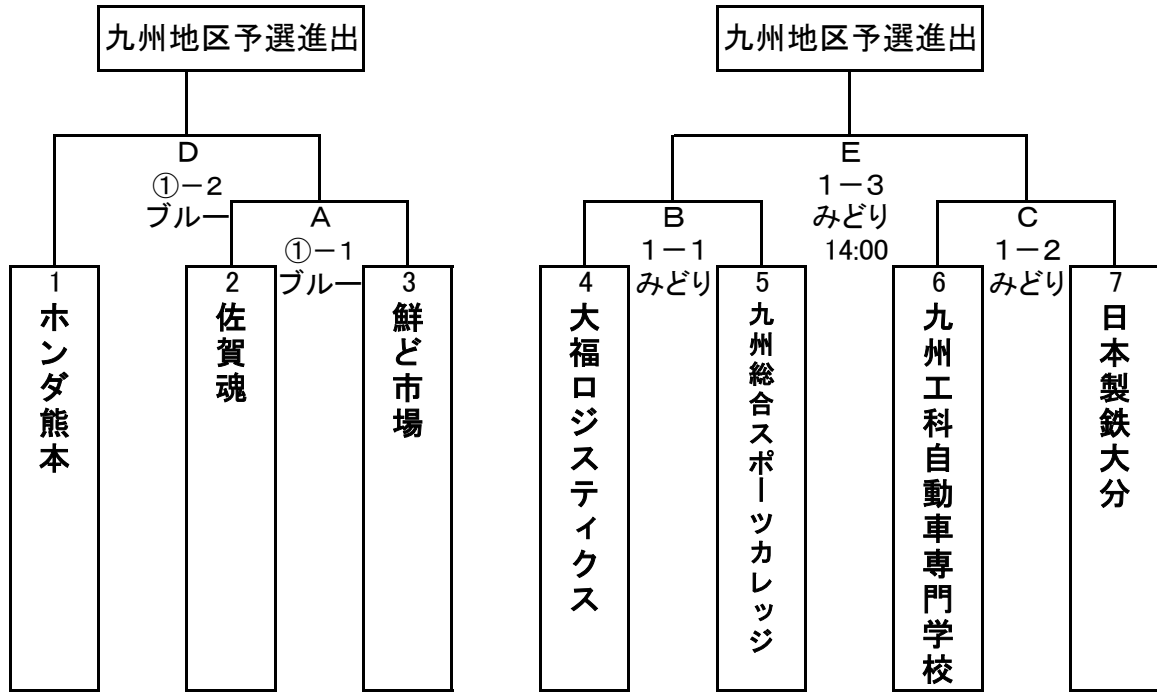 九州地区予選進出
九州地区予選進出
D
①－2
ブルー
E
1－3
みどり
14:00
A
①－1
ブルー
B
1－1
みどり
C
1－2
みどり
1
ホンダ熊本
2
佐賀魂
3
鮮ど市場
4
大福ロジスティクス
5
九州総合スポーツカレッジ
6
九州工科自動車専門学校
7
日本製鉄大分